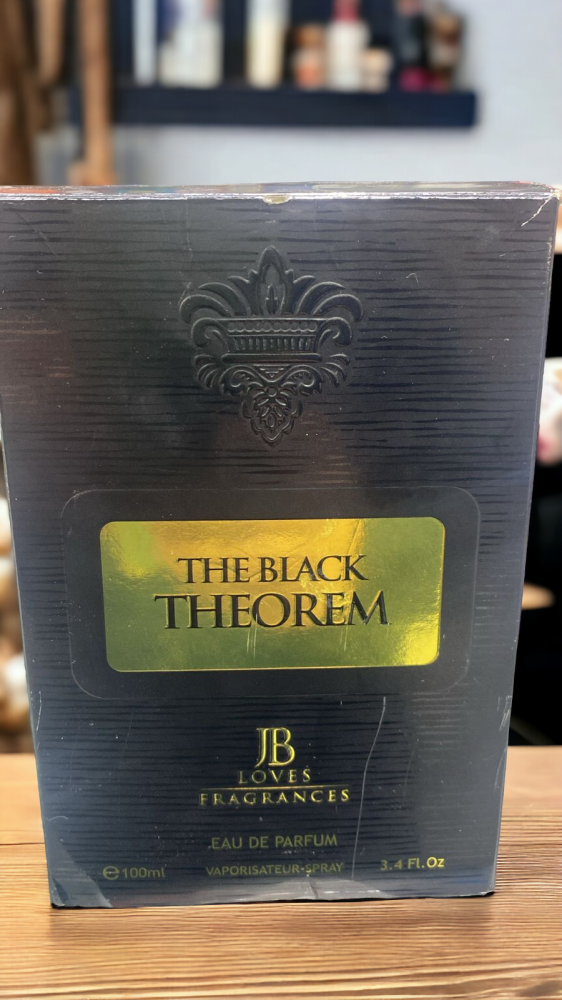 THE BLACK
THEOREM
JB
LOVES
FRAGRANCES
EAU DE PARFUM
℮100ml VAPORISATEUR-SPRAY 3.4 Fl.Oz